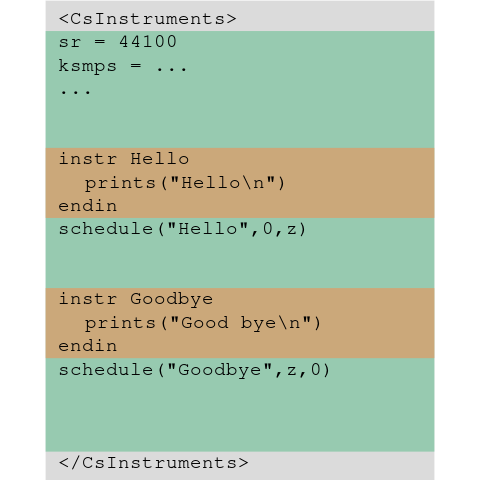 <CsInstruments>
sr = 44100
ksmps = ...
...
instr Hello
prints("Hello\n")
endin
schedule("Hello",0,z)
instr Goodbye
prints("Good bye\n")
endin
schedule("Goodbye",z,0)
</CsInstruments>